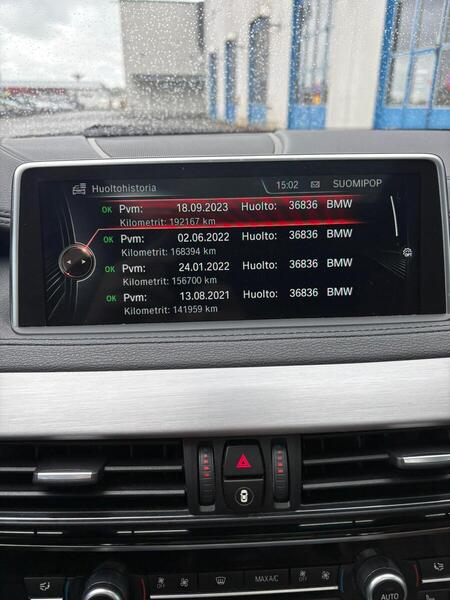 Huoltohistoria 15:02 SUOMIPOP
OK Pvm: 18.09.2023 Huolto: 36836 BMW
Kilometrit: 192167 km
OK Pvm: 02.06.2022 Huolto: 36836 BMW
Kilometrit: 168394 km
OK Pvm: 24.01.2022 Huolto: 36836 BMW
Kilometrit: 156700 km
OK Pvm: 13.08.2021 Huolto: 36836 BMW
Kilometrit: 141959 km
OFF MAX A/C OFF
AUTO